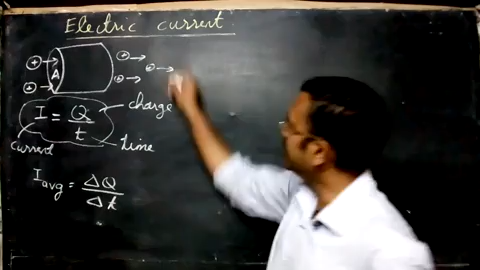 Electric current
A
I = Q/t
charge
current
time
Iavg = ΔQ/Δt